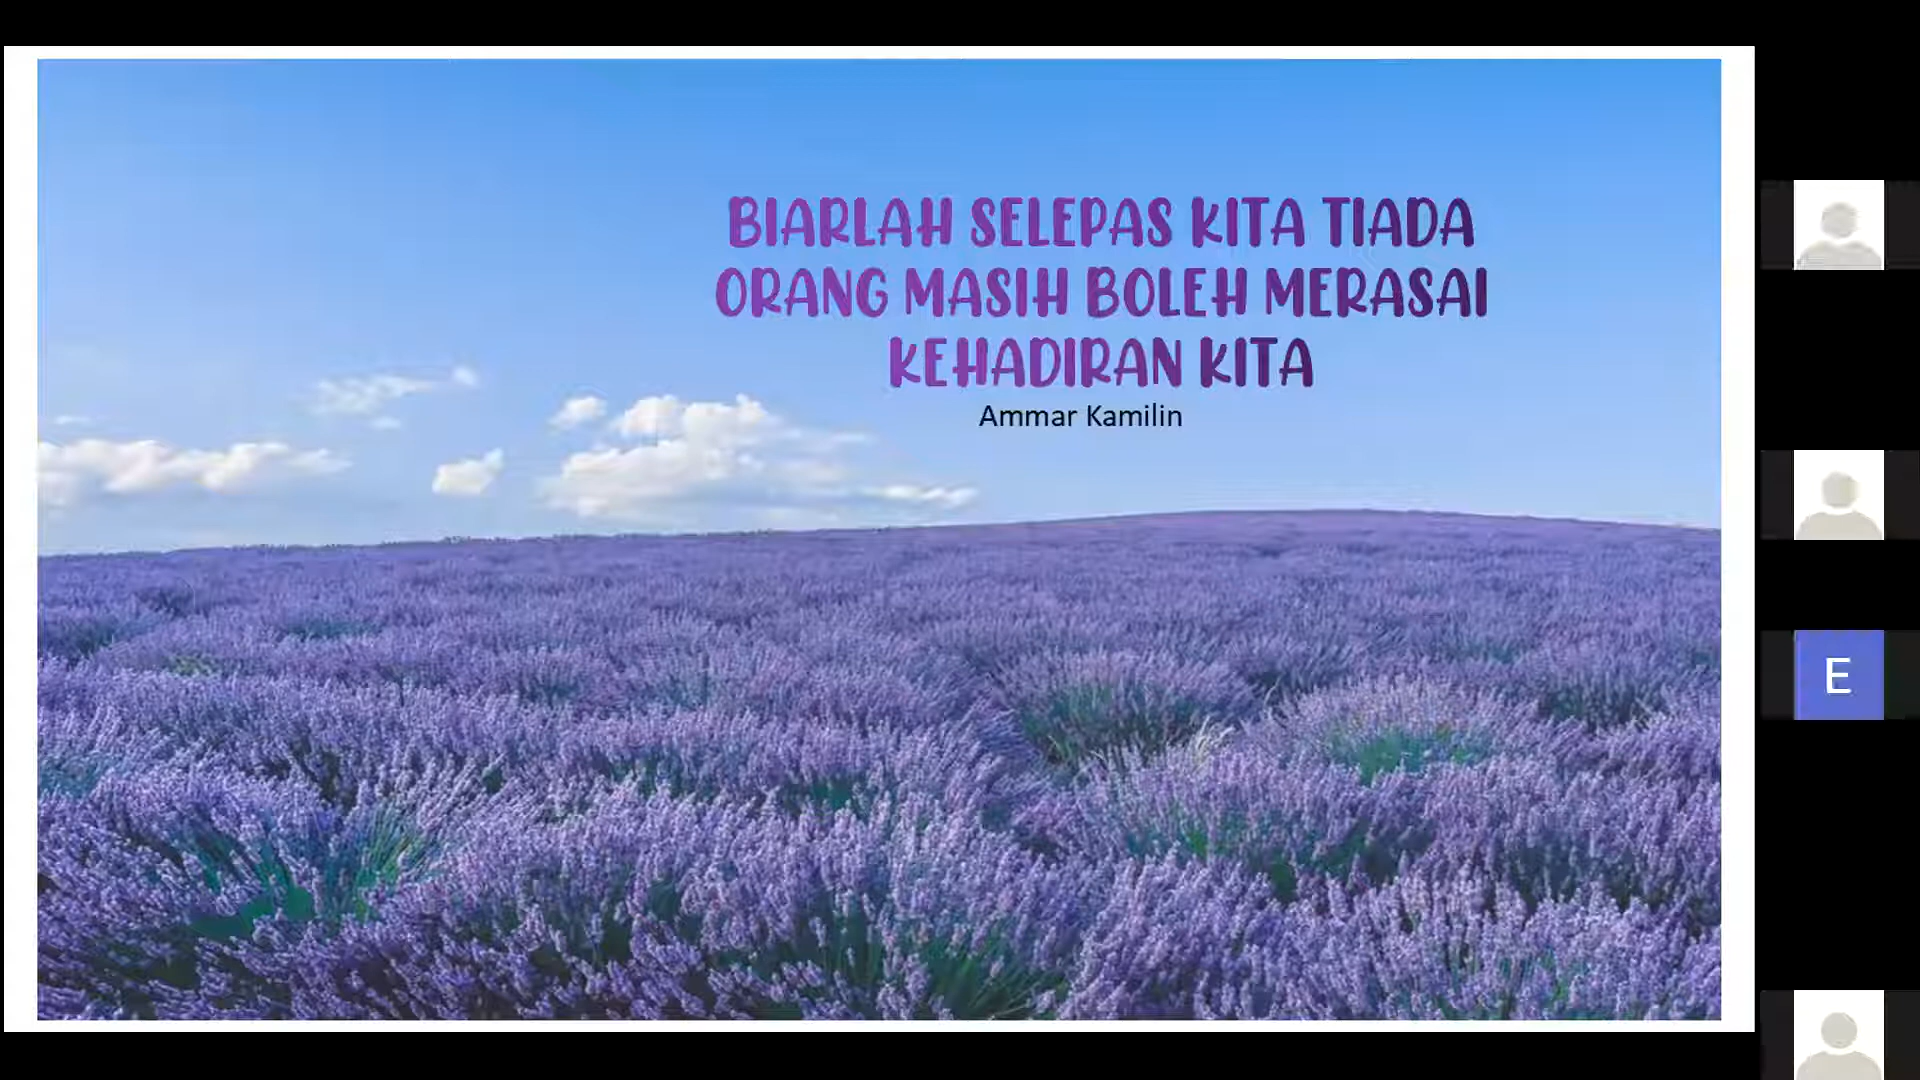 BIARLAH SELEPAS KITA TIADA
ORANG MASIH BOLEH MERASAI
KEHADIRAN KITA
Ammar Kamilin
E